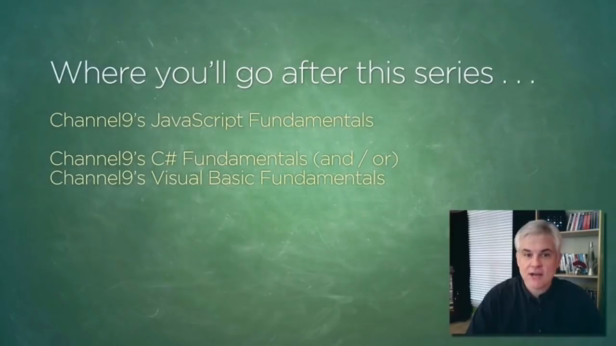 Where you'll go after this series . . .
Channel9's JavaScript Fundamentals
Channel9's C# Fundamentals (and / or)
Channel9's Visual Basic Fundamentals